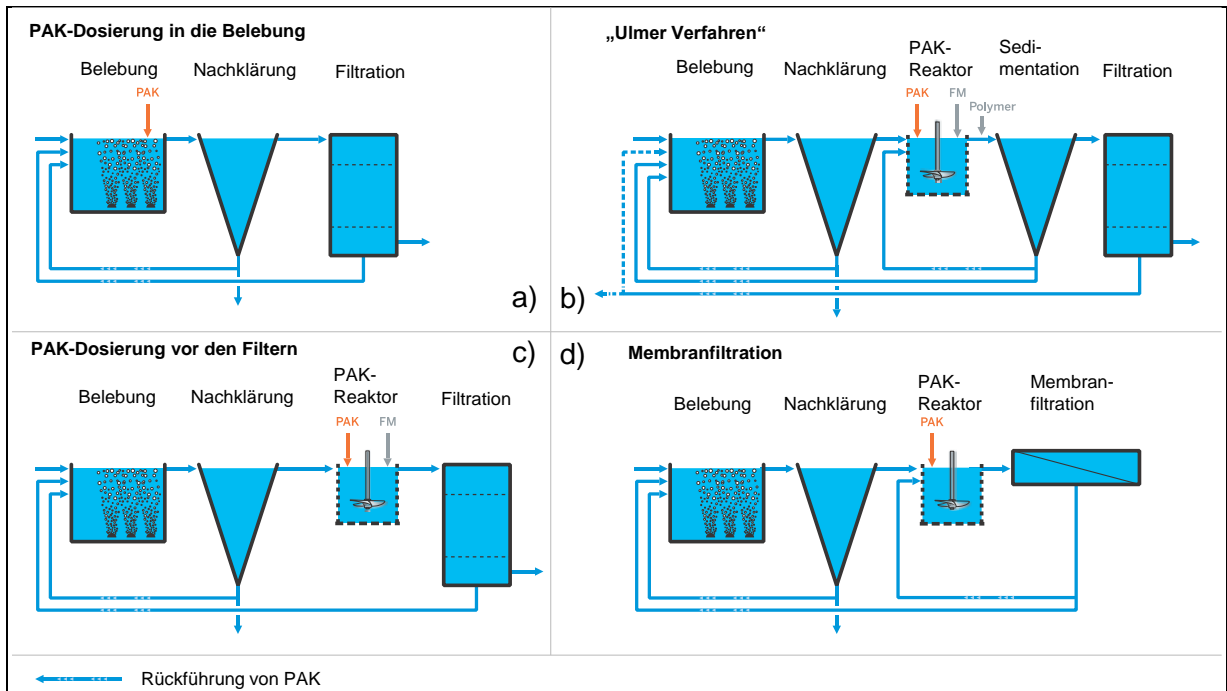 PAK-Dosierung in die Belebung
Belebung
Nachklärung
Filtration
PAK
a)
„Ulmer Verfahren“
Belebung
Nachklärung
PAK-
Reaktor
Sedi-
mentation
Filtration
PAK
FM
Polymer
b)
PAK-Dosierung vor den Filtern
c)
Belebung
Nachklärung
PAK-
Reaktor
Filtration
PAK
FM
d)
Membranfiltration
Belebung
Nachklärung
PAK-
Reaktor
Membran-
filtration
PAK
Rückführung von PAK